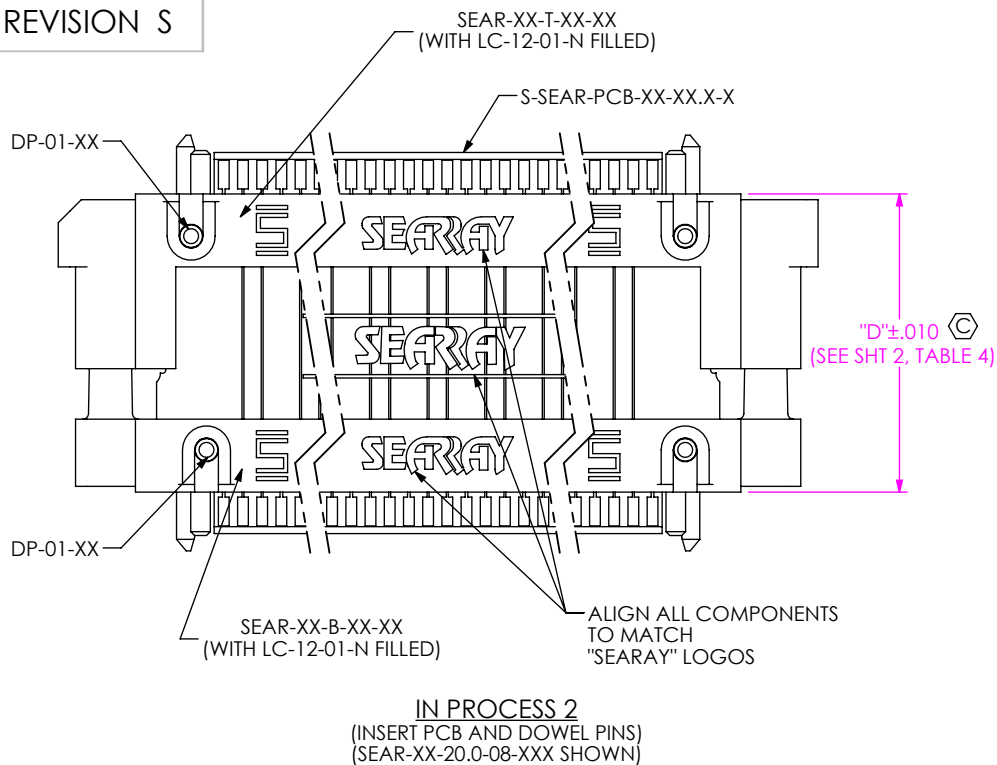 REVISION S
SEAR-XX-T-XX-XX
(WITH LC-12-01-N FILLED)
S-SEAR-PCB-XX-XX.X-X
DP-01-XX
SEARRAY
"D"±.010 C
(SEE SHT 2, TABLE 4)
SEARRAY
SEARRAY
DP-01-XX
SEAR-XX-B-XX-XX
(WITH LC-12-01-N FILLED)
ALIGN ALL COMPONENTS
TO MATCH
"SEARAY" LOGOS
IN PROCESS 2
(INSERT PCB AND DOWEL PINS)
(SEAR-XX-20.0-08-XXX SHOWN)